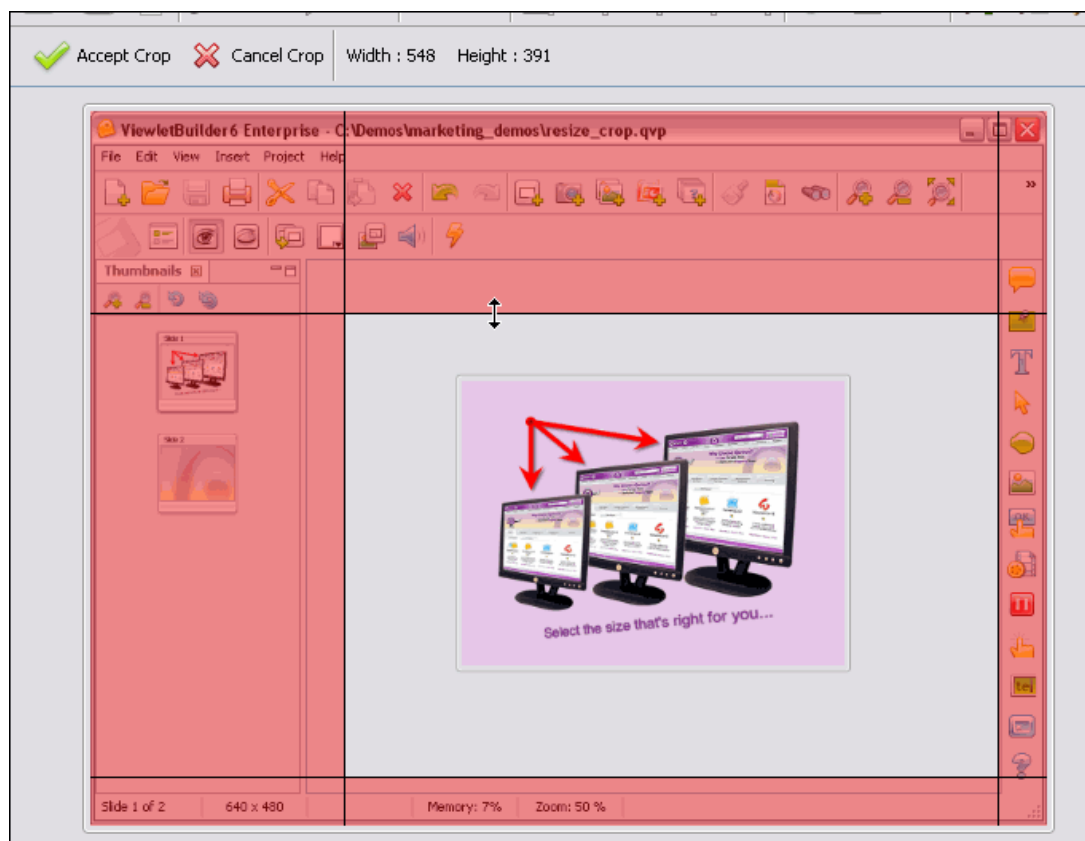 Accept Crop Cancel Crop Width : 548 Height : 391
ViewletBuilder6 Enterprise - C:\Demos\marketing_demos\resize_crop.qvp
File Edit View Insert Project Help
»
Thumbnails
Slide 1
Slide 2
OK
Select the size that's right for you...
Slide 1 of 2 640 x 480 Memory: 7% Zoom: 50 %